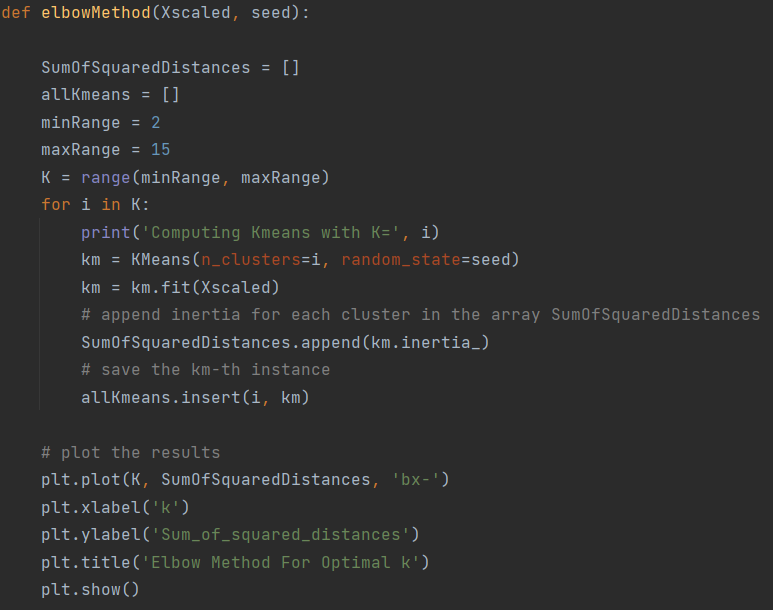 def elbowMethod(Xscaled, seed):
SumOfSquaredDistances = []
allKmeans = []
minRange = 2
maxRange = 15
K = range(minRange, maxRange)
for i in K:
print('Computing Kmeans with K=', i)
km = KMeans(n_clusters=i, random_state=seed)
km = km.fit(Xscaled)
# append inertia for each cluster in the array SumOfSquaredDistances
SumOfSquaredDistances.append(km.inertia_)
# save the km-th instance
allKmeans.insert(i, km)
# plot the results
plt.plot(K, SumOfSquaredDistances, 'bx-')
plt.xlabel('k')
plt.ylabel('Sum_of_squared_distances')
plt.title('Elbow Method For Optimal k')
plt.show()